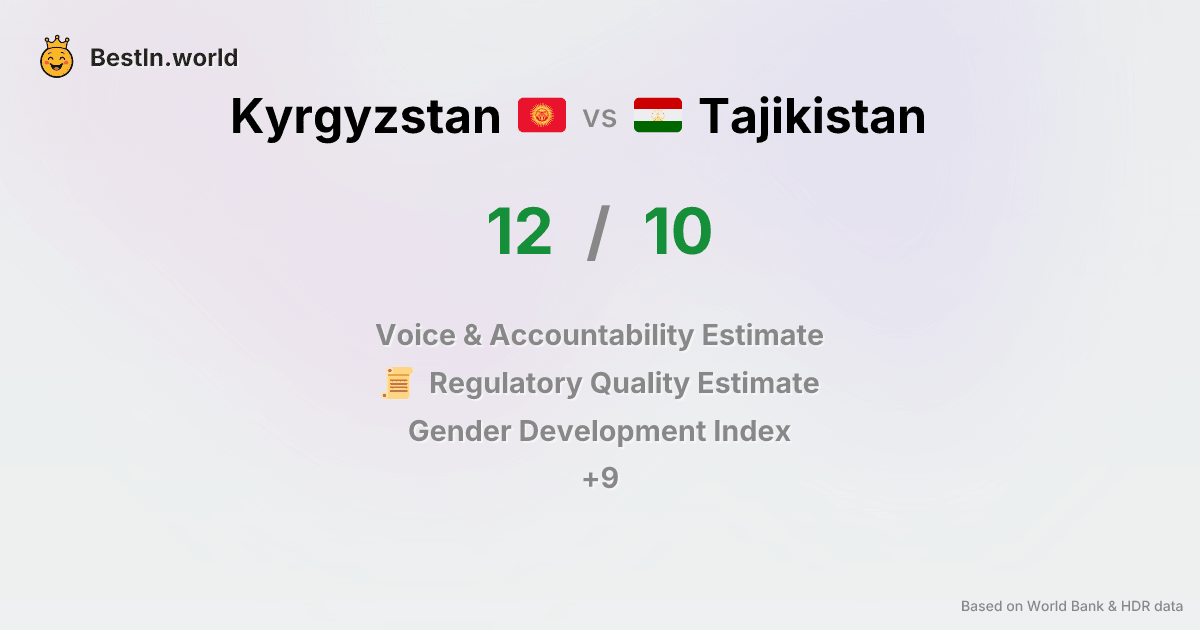 BestIn.world
Kyrgyzstan vs Tajikistan
12 / 10
Voice & Accountability Estimate
Regulatory Quality Estimate
Gender Development Index
+9
Based on World Bank & HDR data